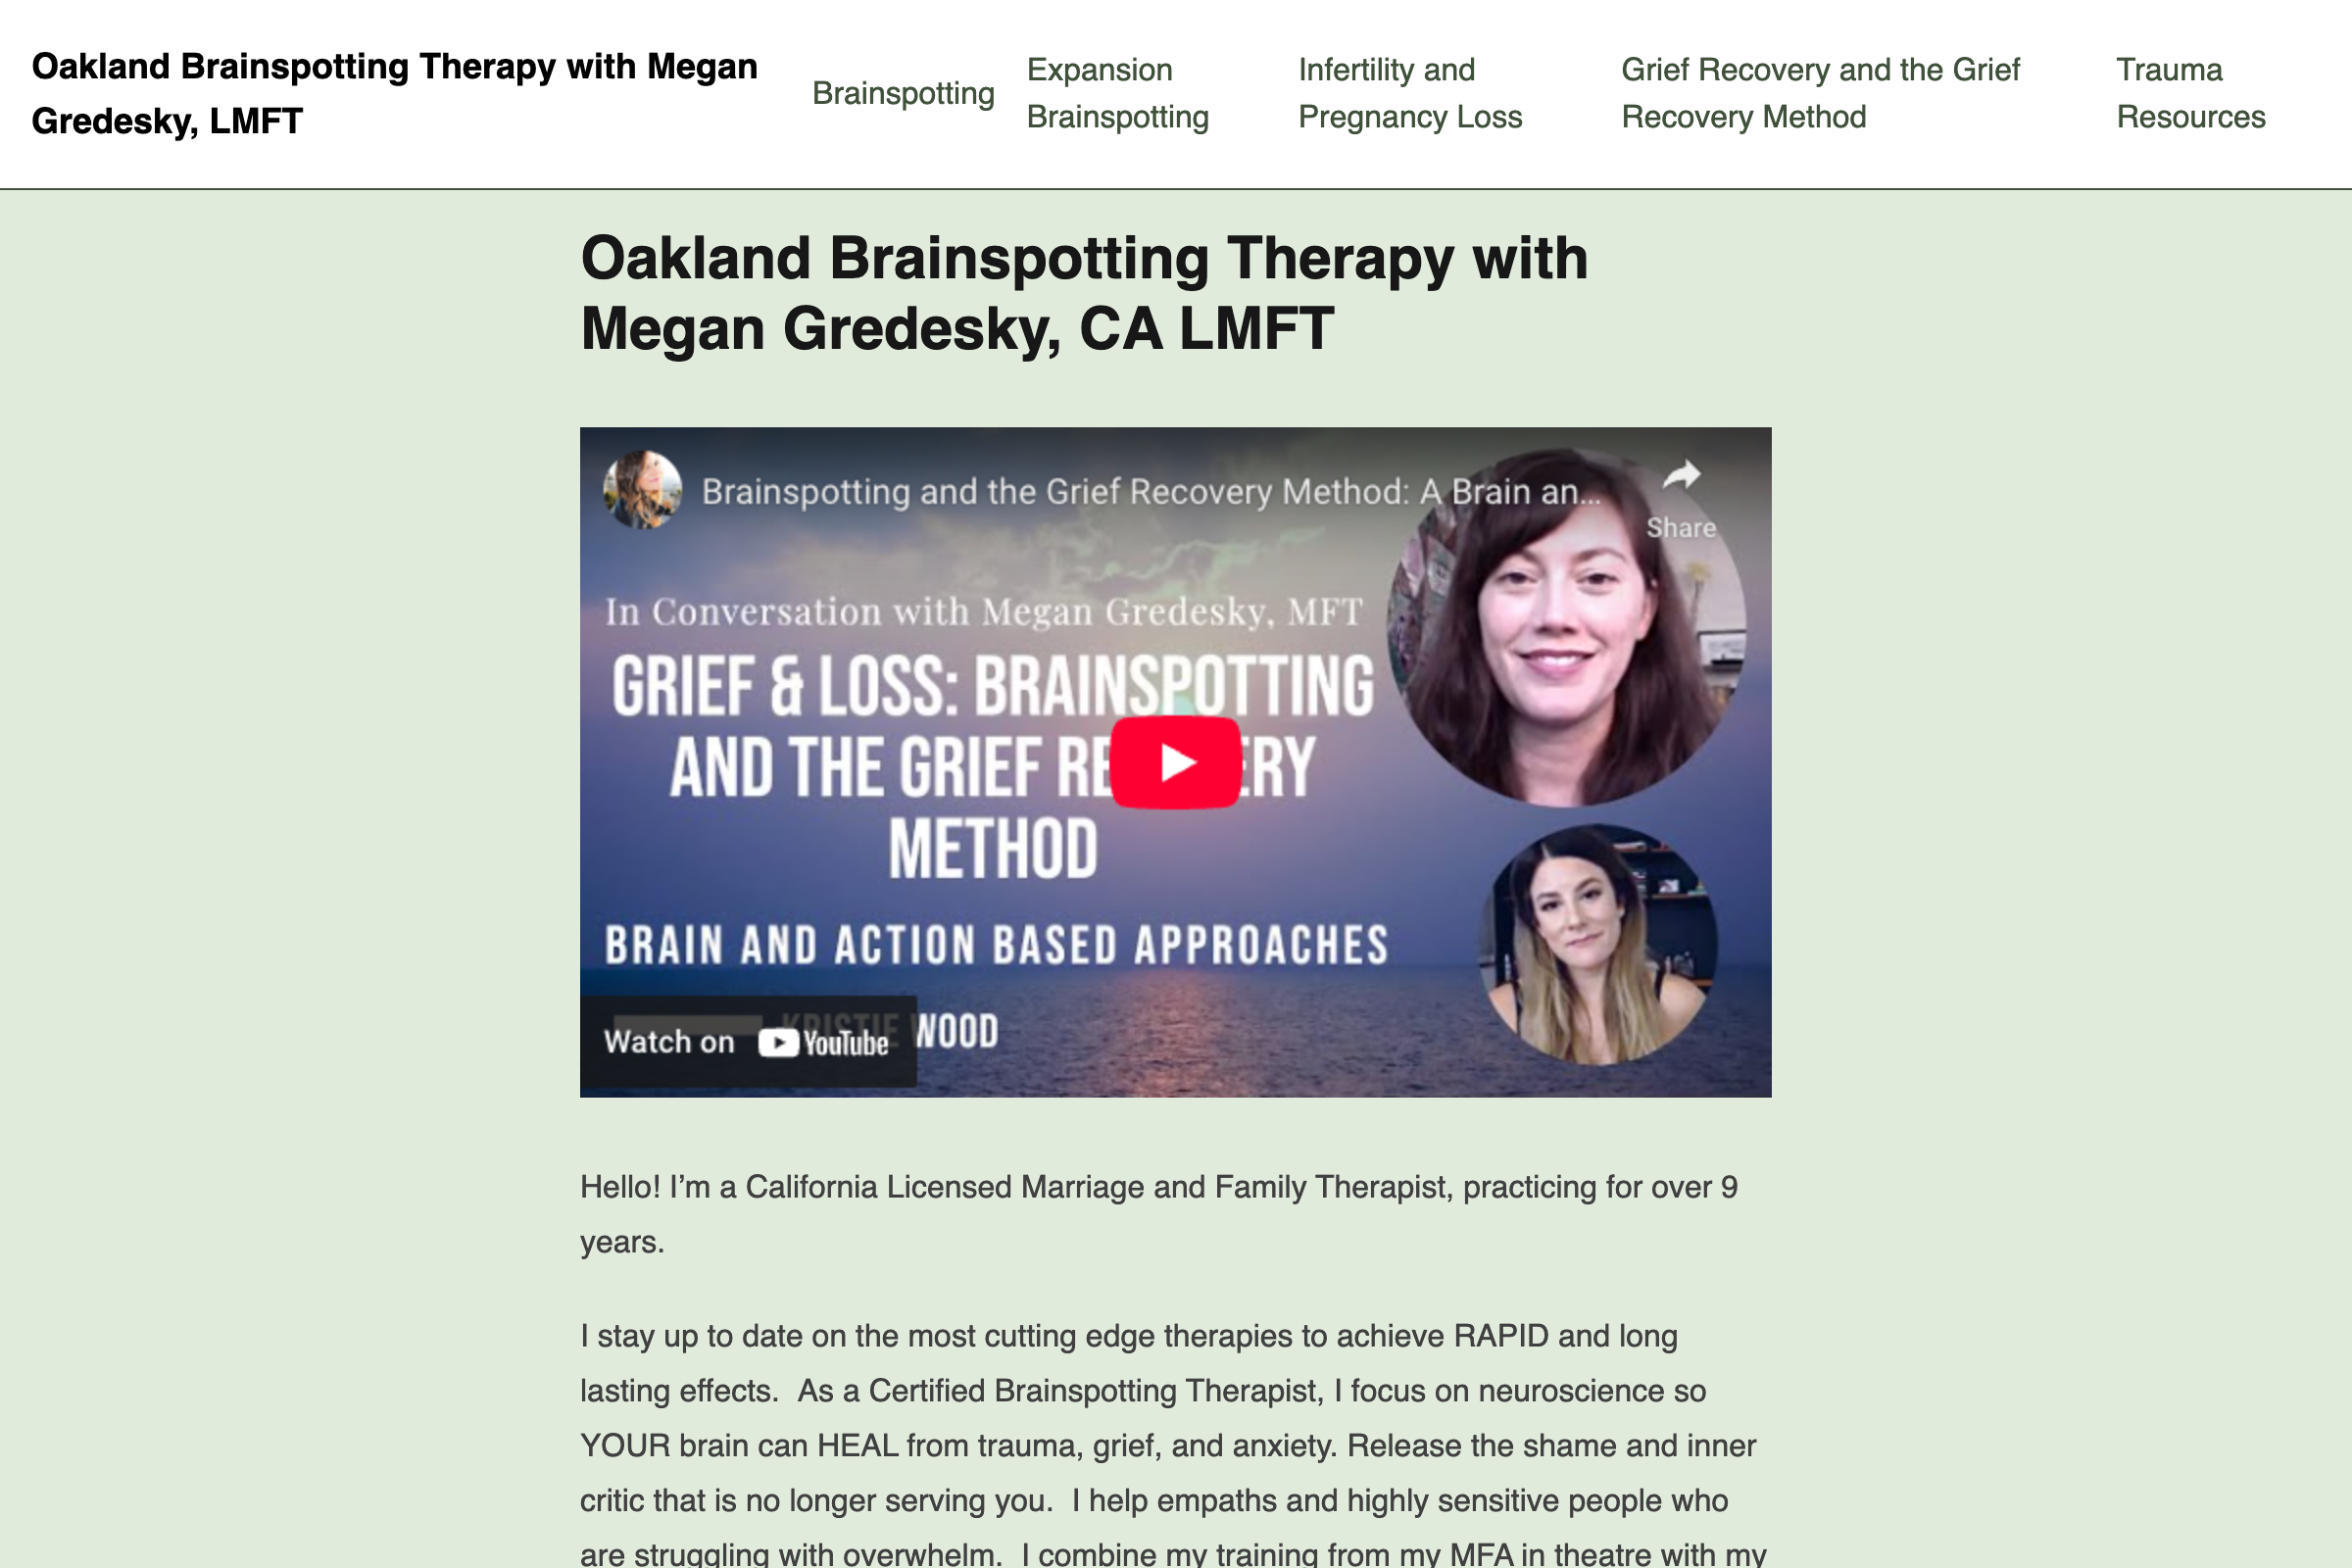 Oakland Brainspotting Therapy with Megan
Gredesky, LMFT
Brainspotting
Expansion
Brainspotting
Infertility and
Pregnancy Loss
Grief Recovery and the Grief
Recovery Method
Trauma
Resources
Oakland Brainspotting Therapy with
Megan Gredesky, CA LMFT
Brainspotting and the Grief Recovery Method: A Brain an...
Share
In Conversation with Megan Gredesky, MFT
GRIEF & LOSS: BRAINSPOTTING
AND THE GRIEF RE ERY
METHOD
BRAIN AND ACTION BASED APPROACHES
KRISTIE WOOD
Watch on YouTube
Hello! I’m a California Licensed Marriage and Family Therapist, practicing for over 9
years.
I stay up to date on the most cutting edge therapies to achieve RAPID and long
lasting effects.  As a Certified Brainspotting Therapist, I focus on neuroscience so
YOUR brain can HEAL from trauma, grief, and anxiety. Release the shame and inner
critic that is no longer serving you.  I help empaths and highly sensitive people who
are struggling with overwhelm.  I combine my training from my MFA in theatre with my